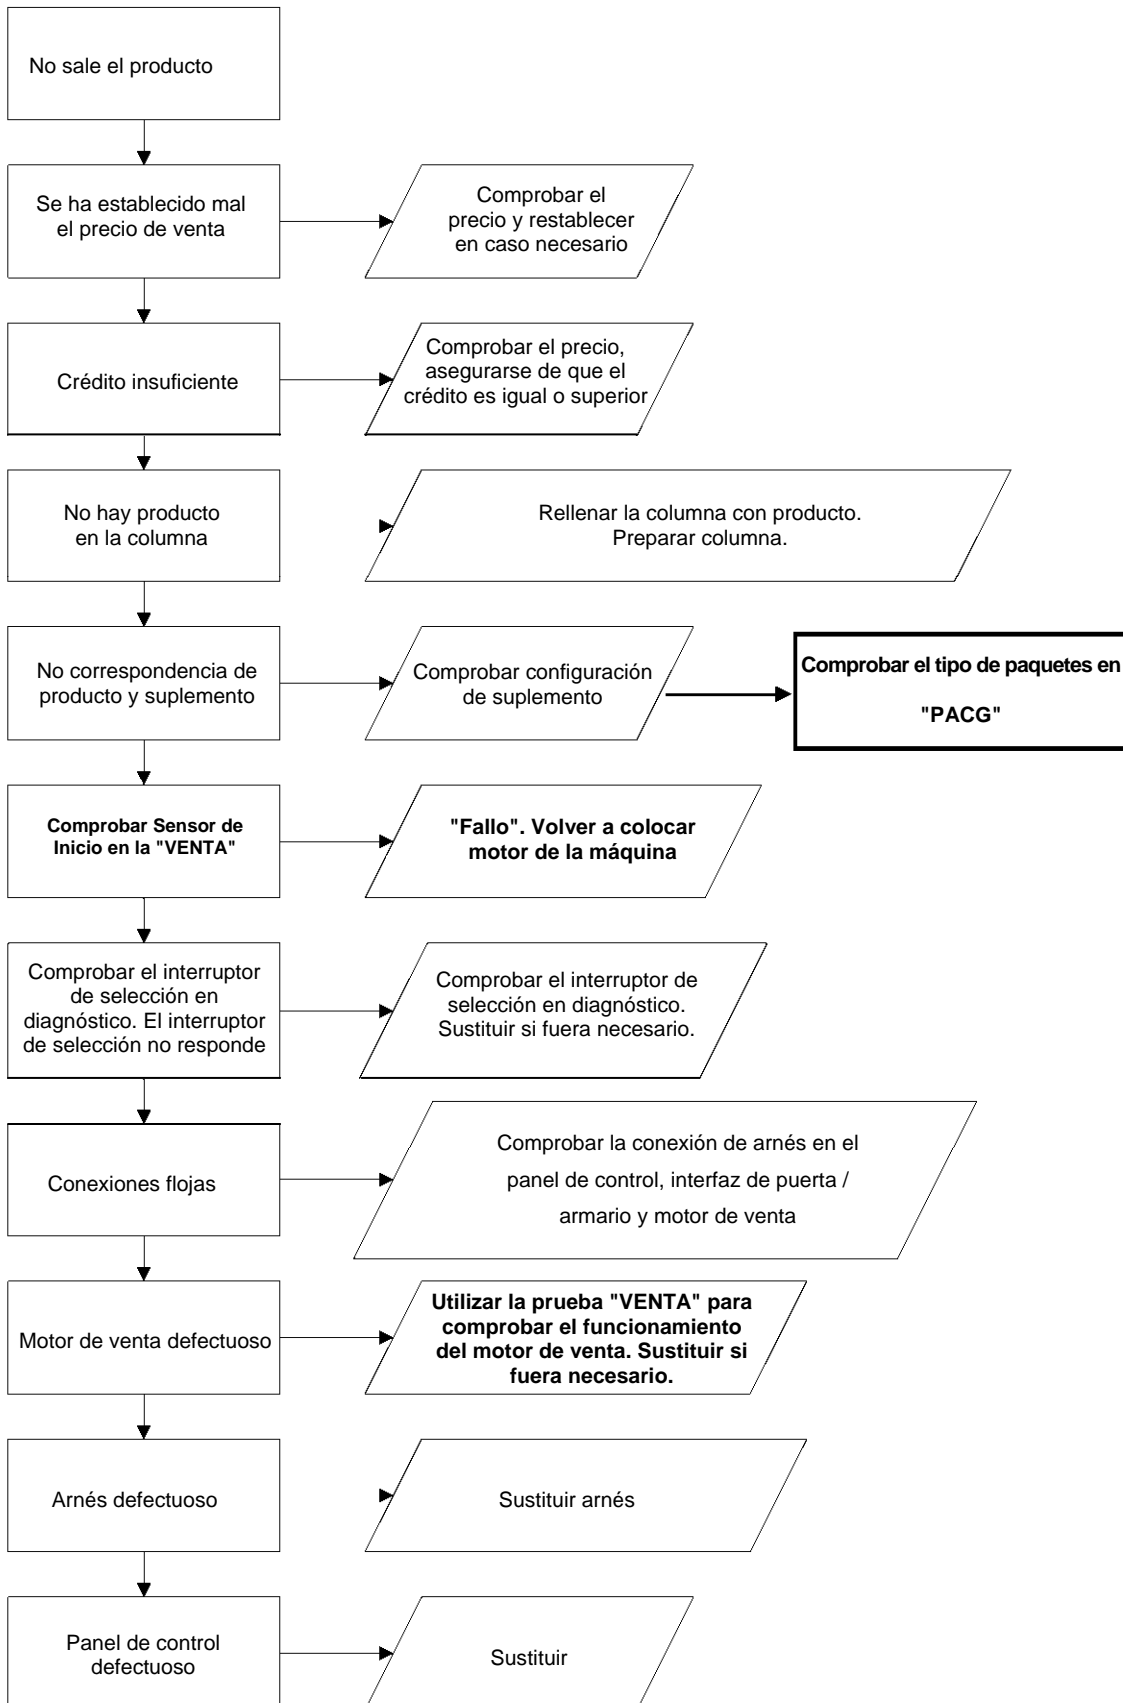 No sale el producto
Se ha establecido mal
el precio de venta
Comprobar el
precio y restablecer
en caso necesario
Crédito insuficiente
Comprobar el precio,
asegurarse de que el
crédito es igual o superior
No hay producto
en la columna
Rellenar la columna con producto.
Preparar columna.
No correspondencia de
producto y suplemento
Comprobar configuración
de suplemento
Comprobar el tipo de paquetes en
"PACG"
Comprobar Sensor de
Inicio en la "VENTA"
"Fallo". Volver a colocar
motor de la máquina
Comprobar el interruptor
de selección en
diagnóstico. El interruptor
de selección no responde
Comprobar el interruptor de
selección en diagnóstico.
Sustituir si fuera necesario.
Conexiones flojas
Comprobar la conexión de arnés en el
panel de control, interfaz de puerta /
armario y motor de venta
Motor de venta defectuoso
Utilizar la prueba "VENTA" para
comprobar el funcionamiento
del motor de venta. Sustituir si
fuera necesario.
Arnés defectuoso
Sustituir arnés
Panel de control
defectuoso
Sustituir